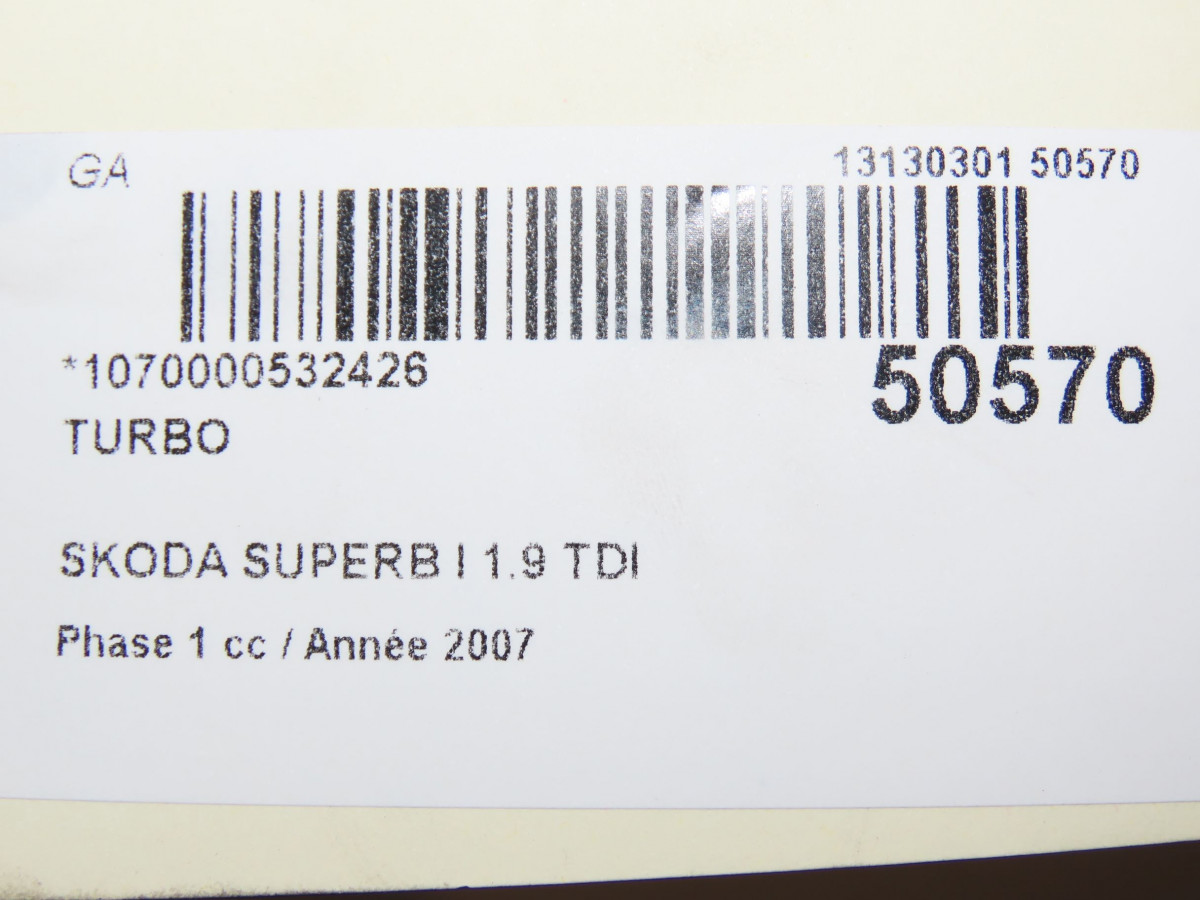 GA 13130301 50570
*1070000532426 50570
TURBO
SKODA SUPERB I 1.9 TDI
Phase 1 cc / Année 2007